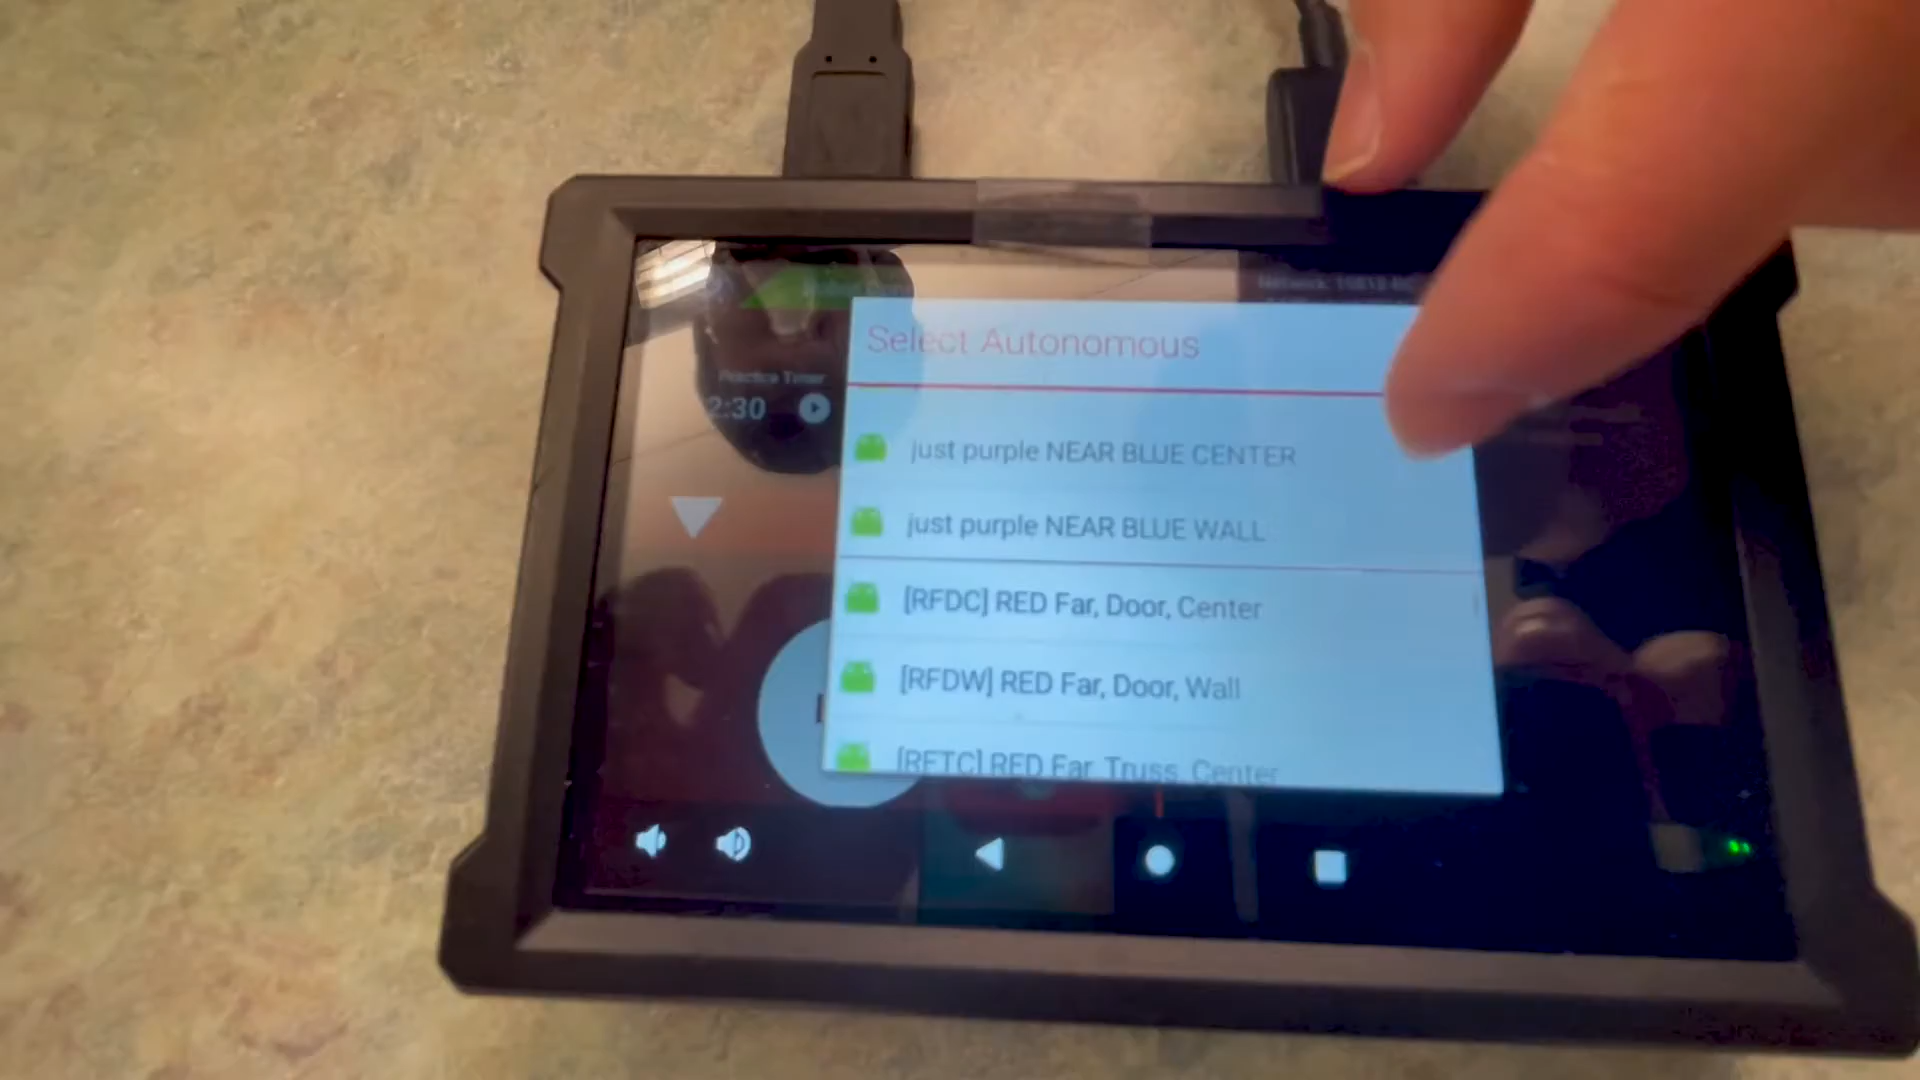 Network:
Select Autonomous
Practice Timer
2:30
just purple NEAR BLUE CENTER
just purple NEAR BLUE WALL
[RFDC] RED Far, Door, Center
[RFDW] RED Far, Door, Wall
[RFTC] RED Far, Truss, Center